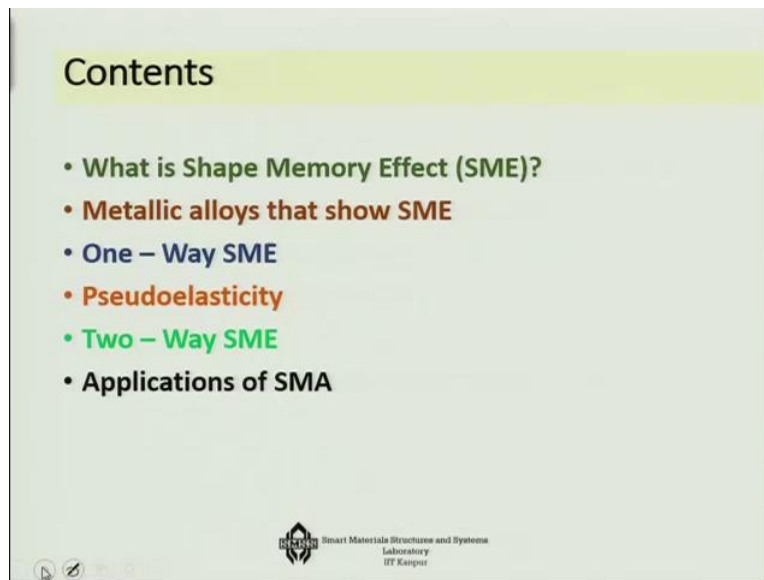 Contents
• What is Shape Memory Effect (SME)?
• Metallic alloys that show SME
• One – Way SME
• Pseudoelasticity
• Two – Way SME
• Applications of SMA
Smart Materials Structures and Systems
Laboratory
IIT Kanpur